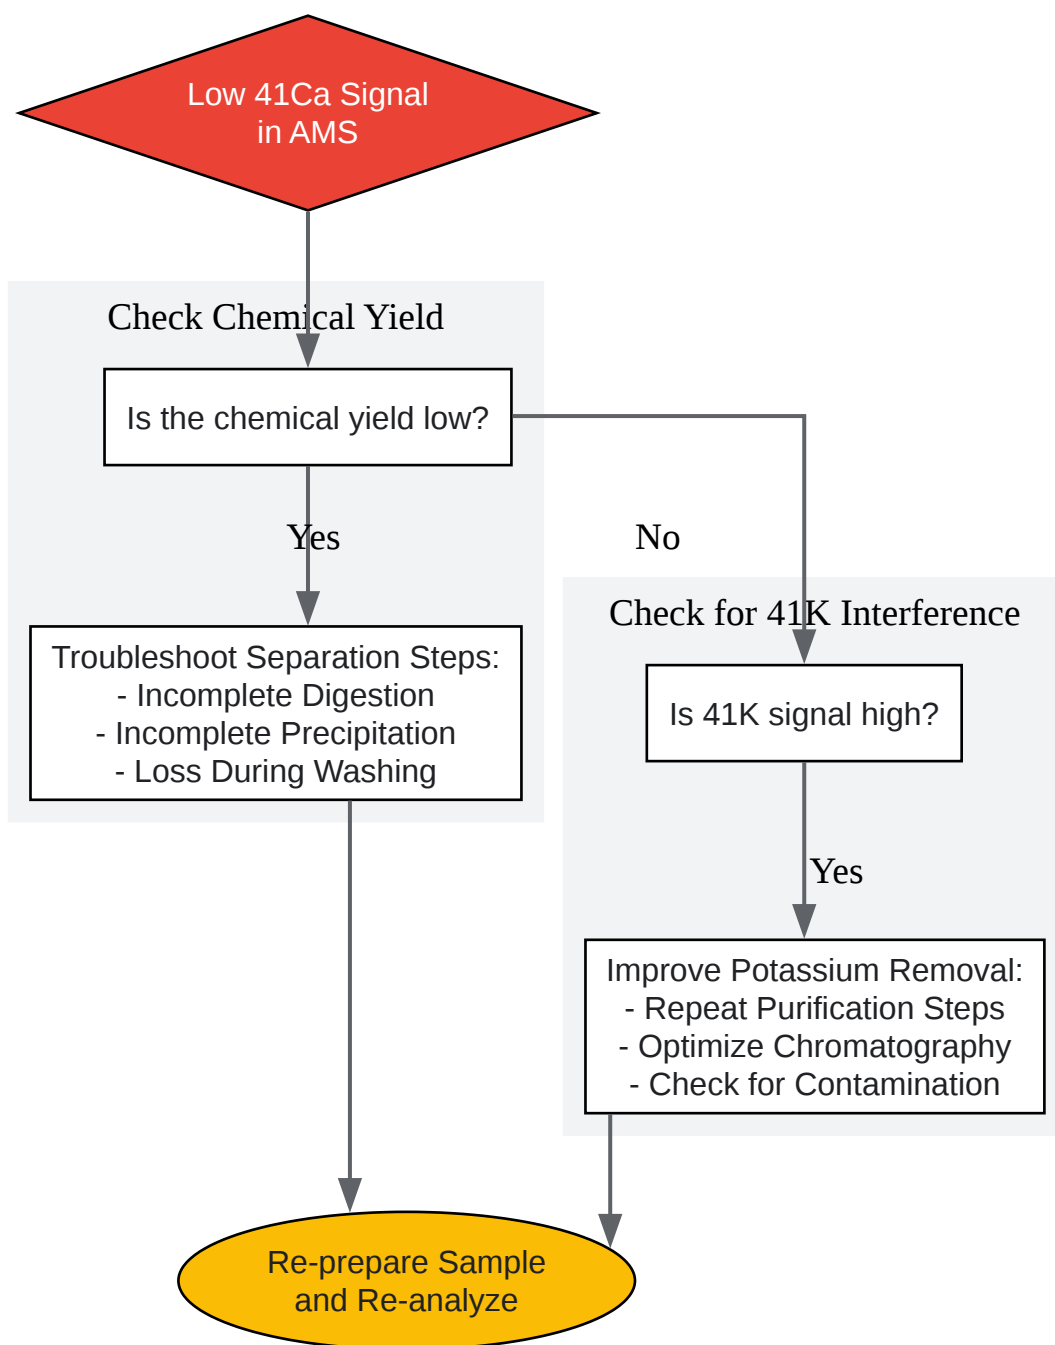 Low 41Ca Signal
in AMS
Check Chemical Yield
Is the chemical yield low?
Yes
No
Troubleshoot Separation Steps:
- Incomplete Digestion
- Incomplete Precipitation
- Loss During Washing
Check for 41K Interference
Is 41K signal high?
Yes
Improve Potassium Removal:
- Repeat Purification Steps
- Optimize Chromatography
- Check for Contamination
Re-prepare Sample
and Re-analyze